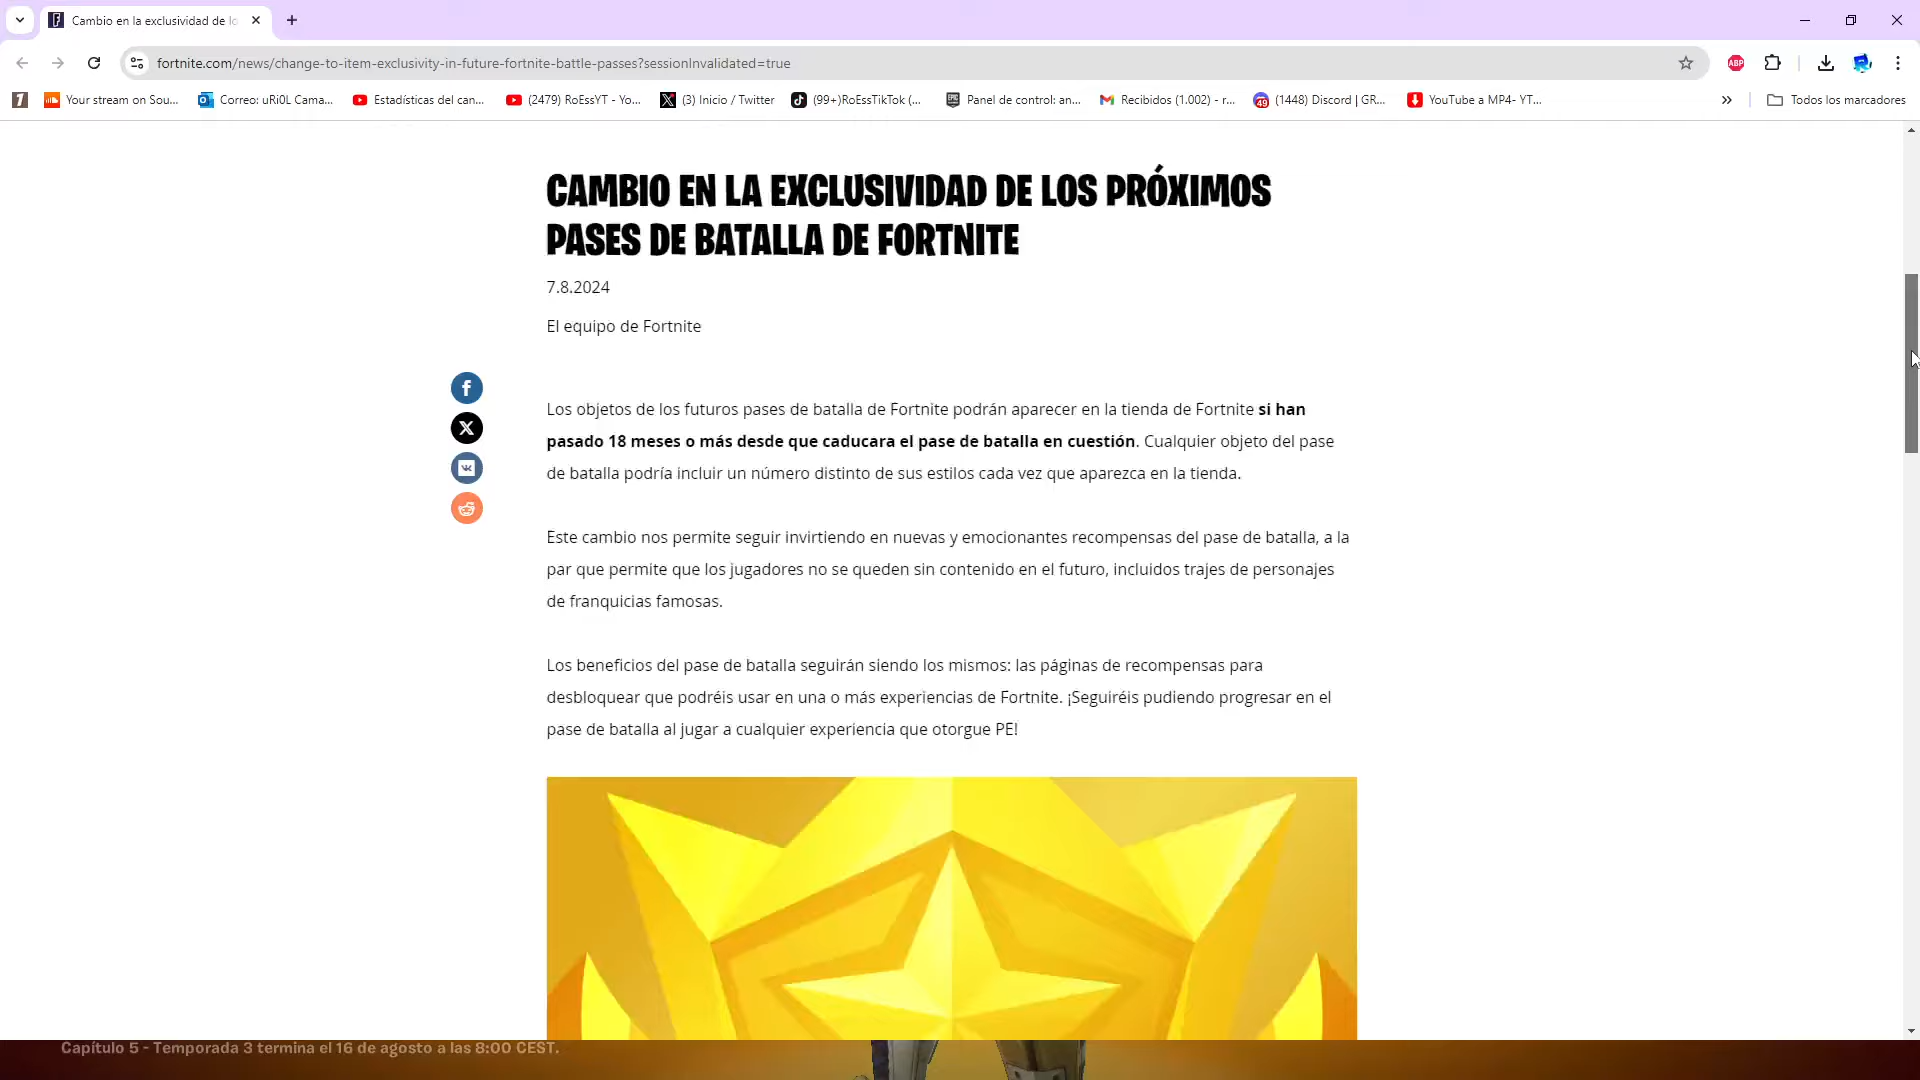 Cambio en la exclusividad de lo
fortnite.com/news/change-to-item-exclusivity-in-future-fortnite-battle-passes?sessionInvalidated=true
ABP
Your stream on Sou... Correo: uRi0L Cama... Estadísticas del can... (2479) RoEssYT - Yo... (3) Inicio / Twitter (99+)RoEssTikTok (... Panel de control: an... Recibidos (1.002) - r... (1448) Discord | GR... YouTube a MP4- YT... » Todos los marcadores
CAMBIO EN LA EXCLUSIVIDAD DE LOS PRÓXIMOS
PASES DE BATALLA DE FORTNITE
7.8.2024
El equipo de Fortnite
Los objetos de los futuros pases de batalla de Fortnite podrán aparecer en la tienda de Fortnite si han
pasado 18 meses o más desde que caducara el pase de batalla en cuestión. Cualquier objeto del pase
de batalla podría incluir un número distinto de sus estilos cada vez que aparezca en la tienda.
Este cambio nos permite seguir invirtiendo en nuevas y emocionantes recompensas del pase de batalla, a la
par que permite que los jugadores no se queden sin contenido en el futuro, incluidos trajes de personajes
de franquicias famosas.
Los beneficios del pase de batalla seguirán siendo los mismos: las páginas de recompensas para
desbloquear que podréis usar en una o más experiencias de Fortnite. ¡Seguiréis pudiendo progresar en el
pase de batalla al jugar a cualquier experiencia que otorgue PE!
Capítulo 5 - Temporada 3 termina el 16 de agosto a las 8:00 CEST.